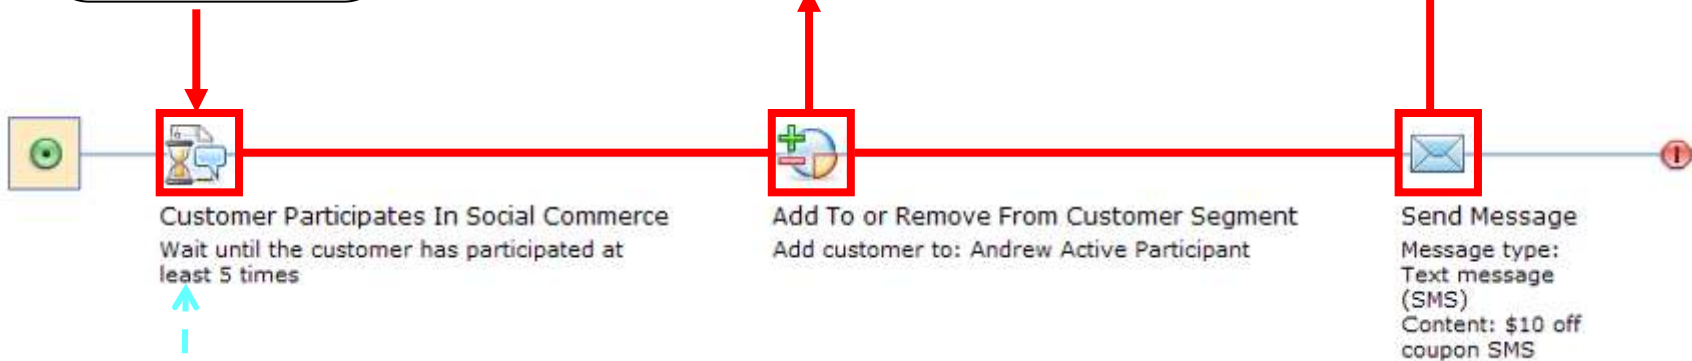 Customer Participates In Social Commerce
Wait until the customer has participated at
least 5 times
Add To or Remove From Customer Segment
Add customer to: Andrew Active Participant
Send Message
Message type:
Text message
(SMS)
Content: $10 off
coupon SMS